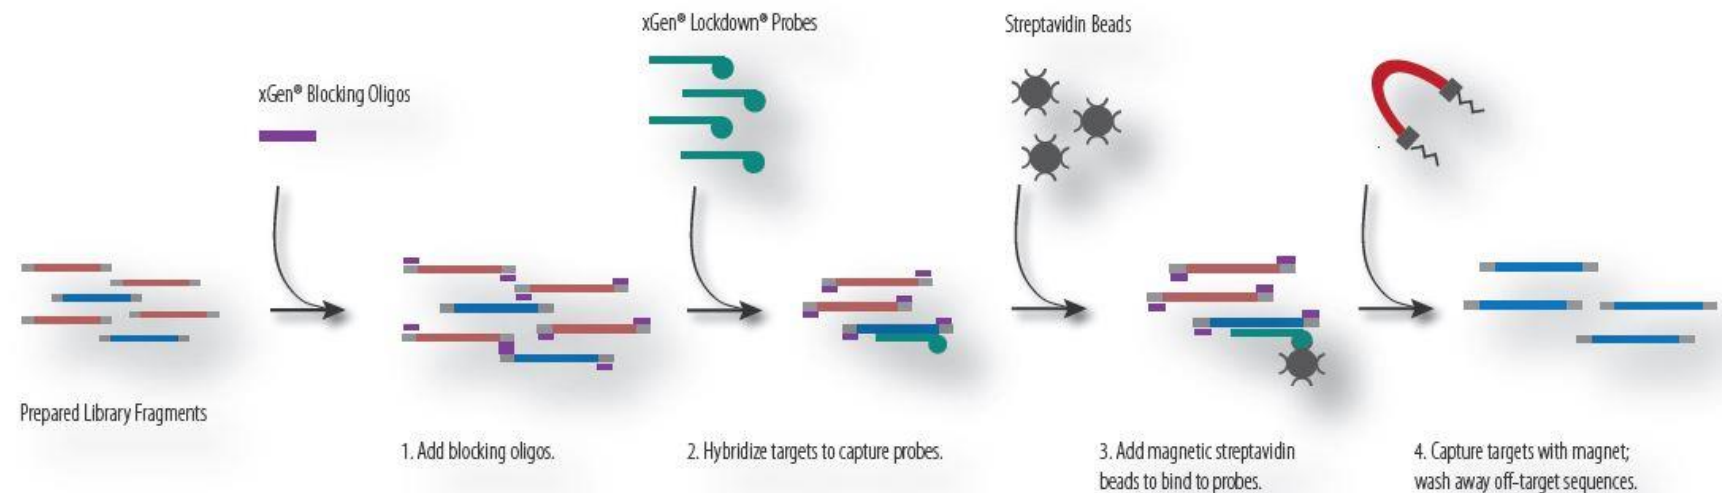 xGen® Lockdown® Probes
Streptavidin Beads
xGen® Blocking Oligos
Prepared Library Fragments
1. Add blocking oligos.
2. Hybridize targets to capture probes.
3. Add magnetic streptavidin
beads to bind to probes.
4. Capture targets with magnet;
wash away off-target sequences.